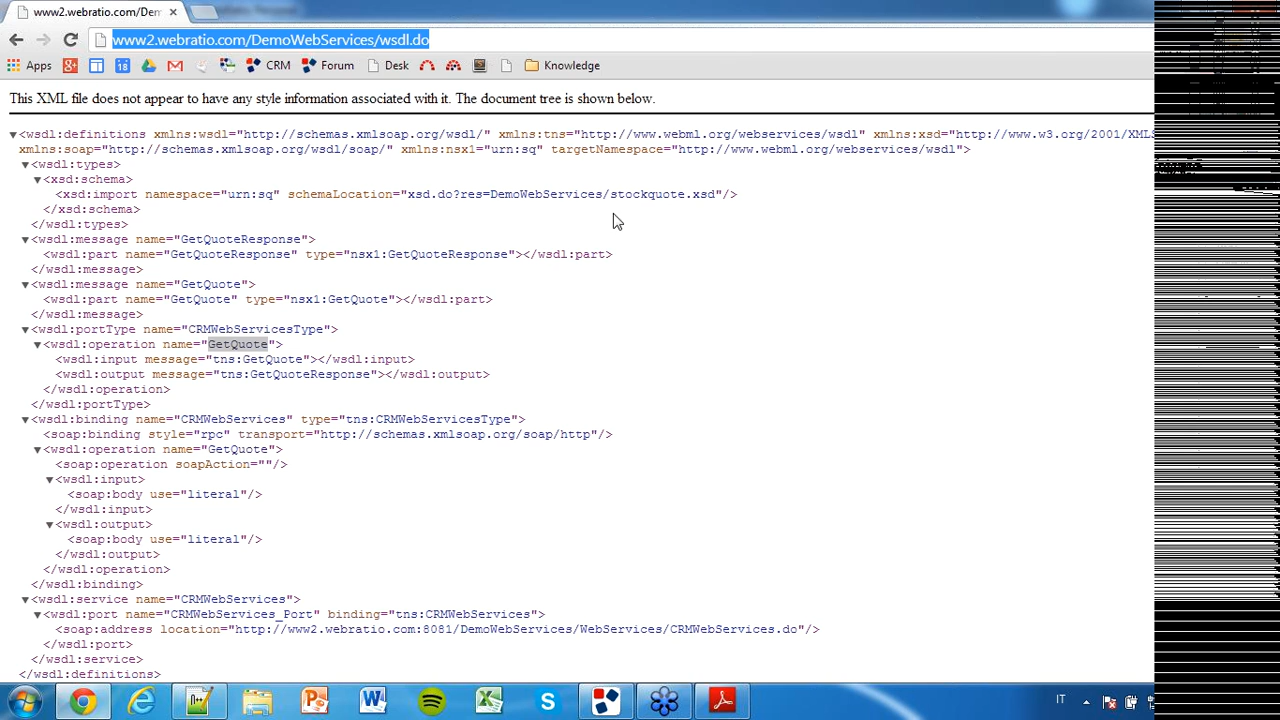 www2.webratio.com/Dem
www2.webratio.com/DemoWebServices/wsdl.do
Apps
18
CRM
Forum
Desk
This XML file does not appear to have any style information associated with it. The document tree is shown below.
<wsdl:definitions xmlns:wsdl="http://schemas.xmlsoap.org/wsdl/" xmlns:tns="http://www.webml.org/webservices/wsdl" xmlns:xsd="http://www.w3.org/2001/XMLS
xmlns:soap="http://schemas.xmlsoap.org/wsdl/soap/" xmlns:nsx1="urn:sq" targetNamespace="http://www.webml.org/webservices/wsdl">
<wsdl:types>
<xsd:schema>
<xsd:import namespace="urn:sq" schemaLocation="xsd.do?xsd=DemoWebServices/stockquote.xsd"/>
</xsd:schema>
</wsdl:types>
<wsdl:message name="GetQuoteResponse">
<wsdl:part name="GetQuoteResponse" type="nsx1:GetQuoteResponse"></wsdl:part>
</wsdl:message>
<wsdl:message name="GetQuote">
<wsdl:part name="GetQuote" type="nsx1:GetQuote"></wsdl:part>
</wsdl:message>
<wsdl:portType name="CRMWebServicesType">
<wsdl:operation name="GetQuote">
<wsdl:input message="tns:GetQuote"></wsdl:input>
<wsdl:output message="tns:GetQuoteResponse"></wsdl:output>
</wsdl:operation>
</wsdl:portType>
<wsdl:binding name="CRMWebServices" type="tns:CRMWebServicesType">
<soap:binding style="rpc" transport="http://schemas.xmlsoap.org/soap/http"/>
<wsdl:operation name="GetQuote">
<soap:operation soapAction=""/>
<wsdl:input>
<soap:body use="literal"/>
</wsdl:input>
<wsdl:output>
<soap:body use="literal"/>
</wsdl:output>
</wsdl:operation>
</wsdl:binding>
<wsdl:service name="CRMWebServices">
<wsdl:port name="CRMWebServices_Port" binding="tns:CRMWebServices">
<soap:address location="http://www2.webratio.com:8081/DemoWebServices/WebServices/CRMWebServices.do"/>
</wsdl:port>
</wsdl:service>
</wsdl:definitions>
IT